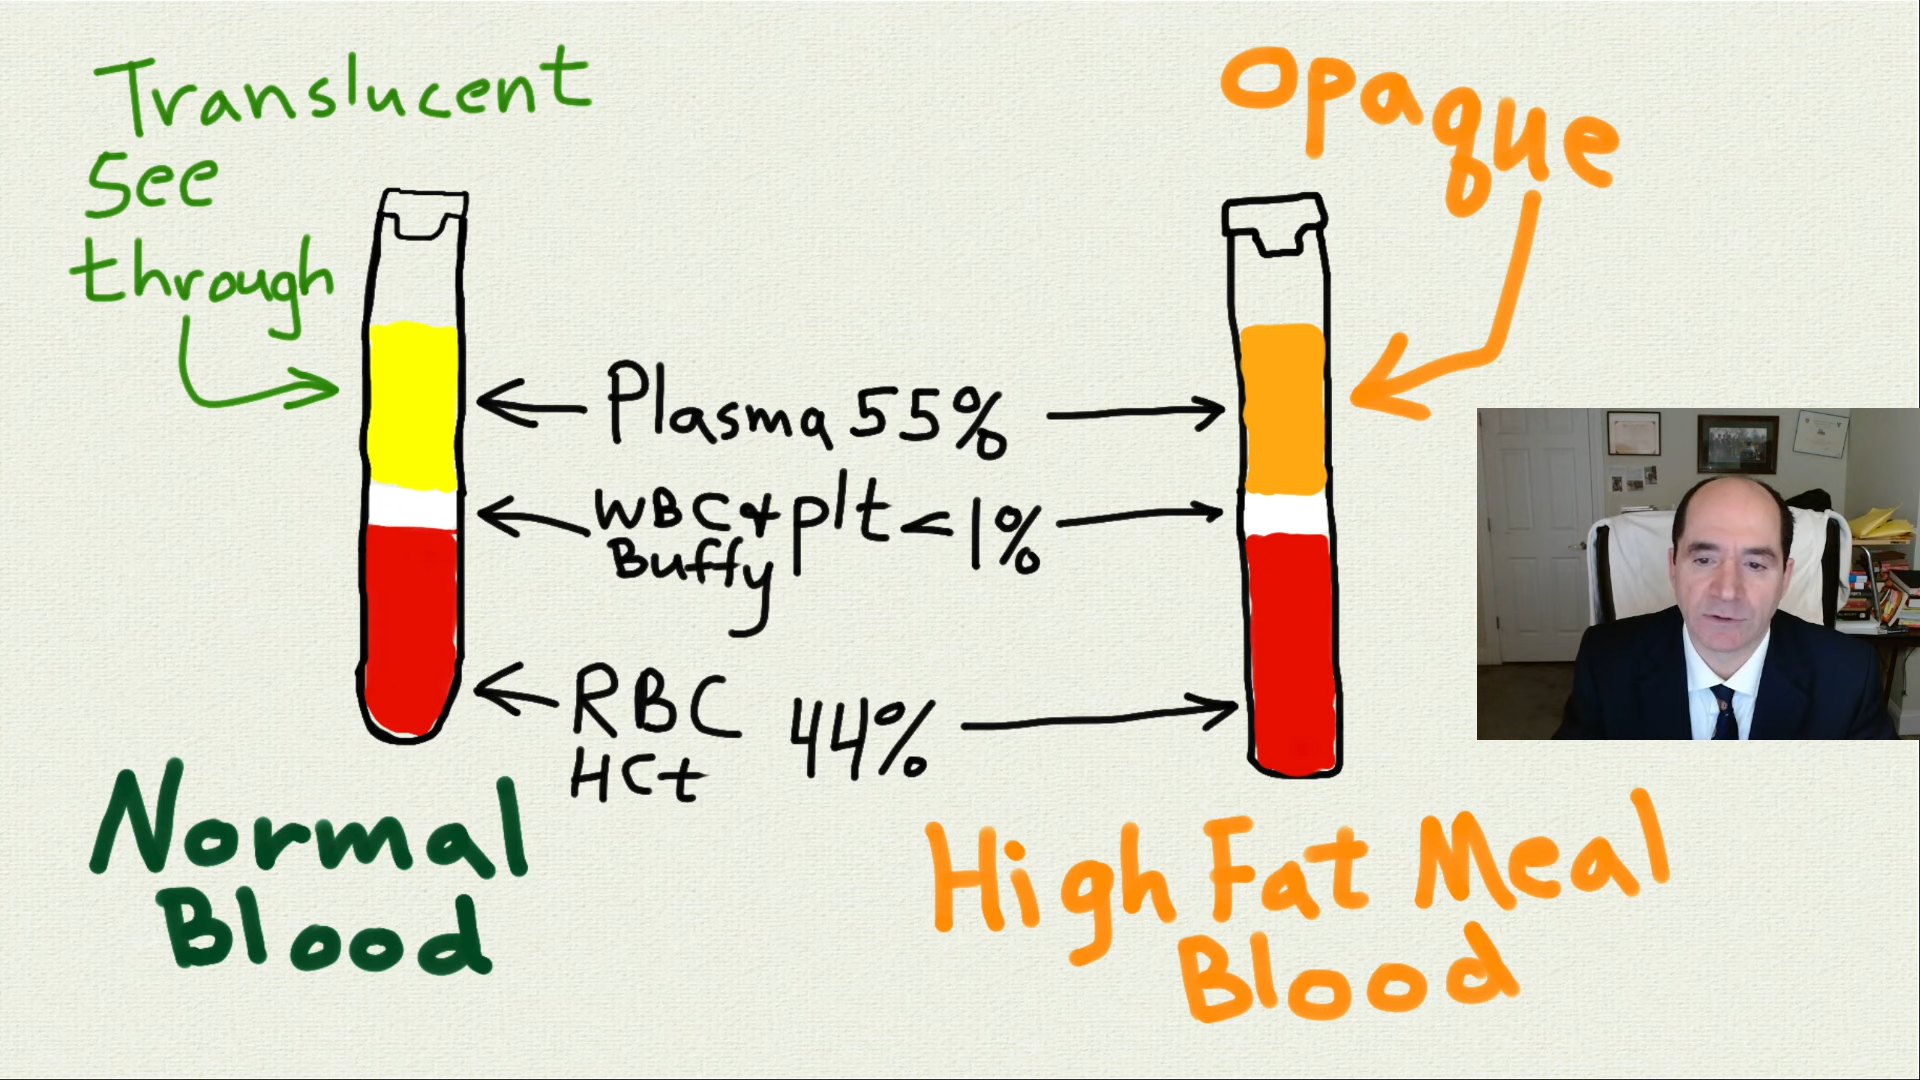 Translucent
See
through
Opaque
Plasma 55%
WBC + plt < 1%
Buffy
RBC 44%
HCt
Normal
Blood
High Fat Meal
Blood